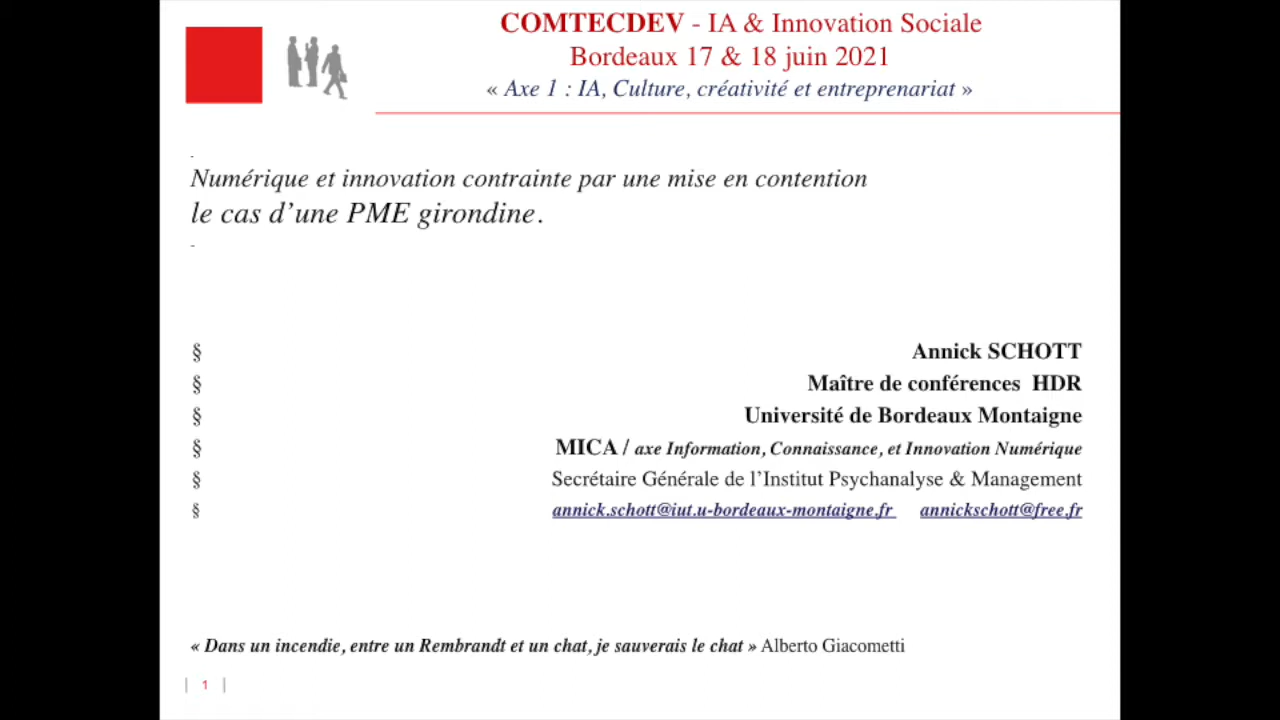 COMTECDEV - IA & Innovation Sociale
Bordeaux 17 & 18 juin 2021
« Axe 1 : IA, Culture, créativité et entreprenariat »
-
Numérique et innovation contrainte par une mise en contention
le cas d’une PME girondine.
-
§ Annick SCHOTT
§ Maître de conférences HDR
§ Université de Bordeaux Montaigne
§ MICA / axe Information, Connaissance, et Innovation Numérique
§ Secrétaire Générale de l’Institut Psychanalyse & Management
§ annick.schott@iut.u-bordeaux-montaigne.fr annickschott@free.fr
« Dans un incendie, entre un Rembrandt et un chat, je sauverais le chat » Alberto Giacometti
| 1 |